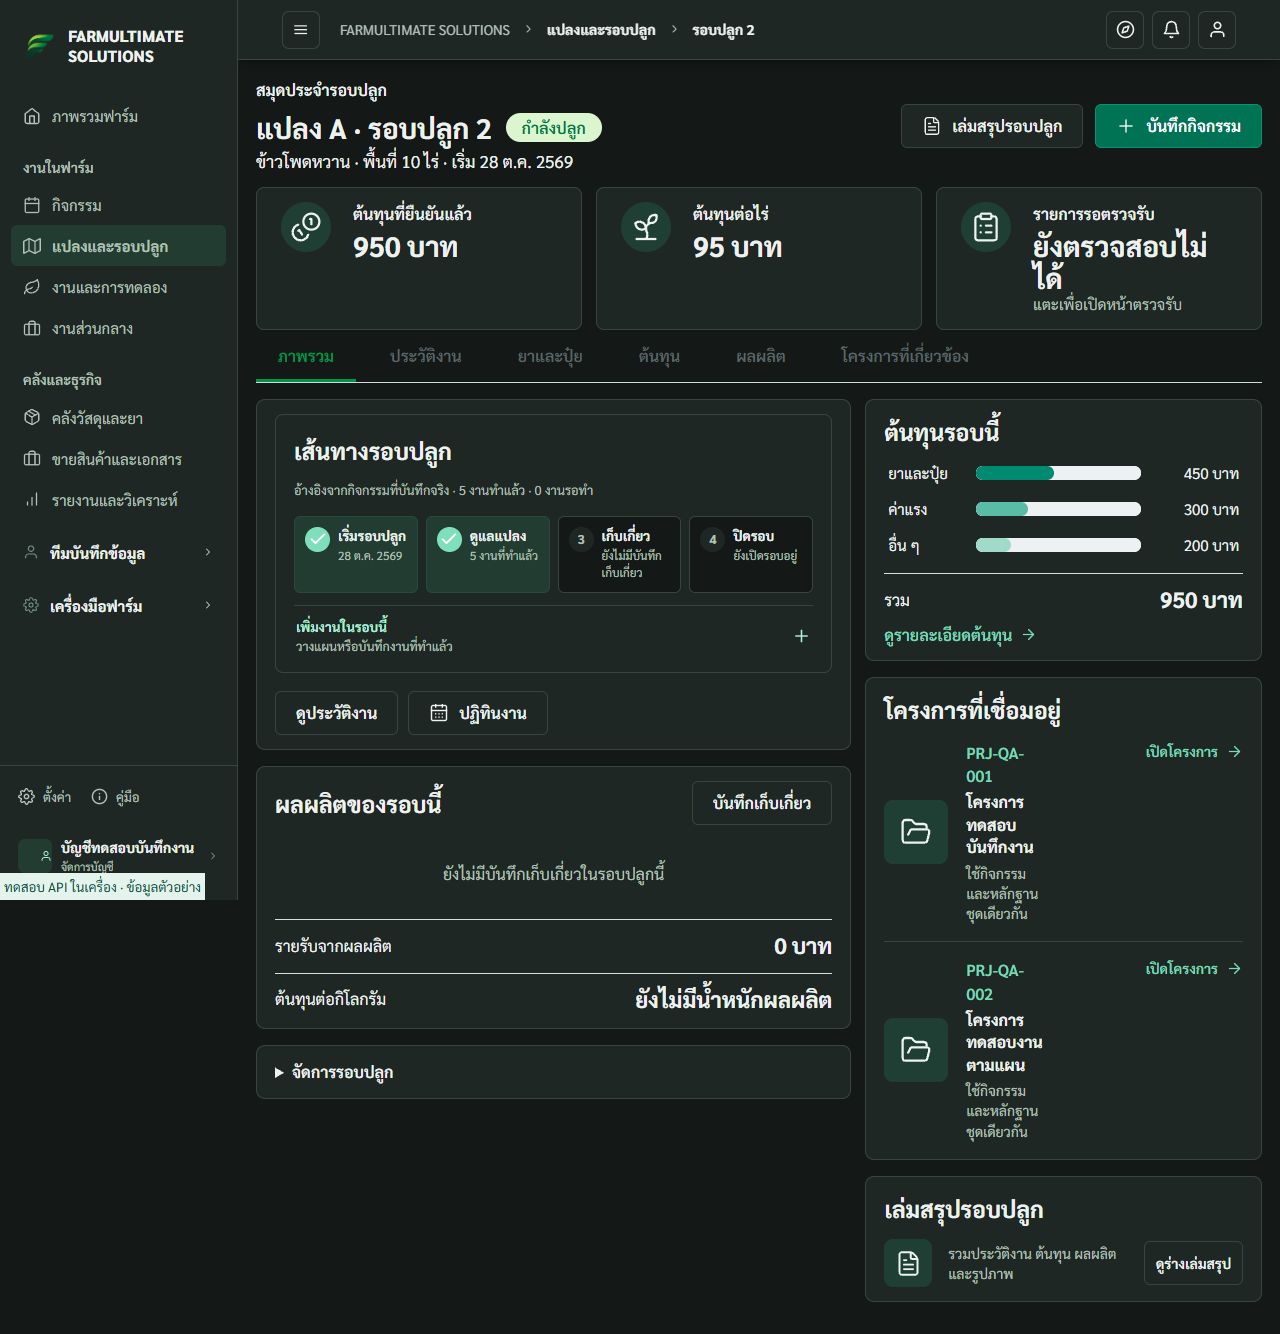 FARMULTIMATE
SOLUTIONS
ภาพรวมฟาร์ม
งานในฟาร์ม
กิจกรรม
แปลงและรอบปลูก
งานและการทดลอง
งานส่วนกลาง
คลังและธุรกิจ
คลังวัสดุและยา
ขายสินค้าและเอกสาร
รายงานและวิเคราะห์
ทีมบันทึกข้อมูล
เครื่องมือฟาร์ม
ตั้งค่า
คู่มือ
บัญชีทดสอบบันทึกงาน
จัดการบัญชี
ทดสอบ API ในเครื่อง · ข้อมูลตัวอย่าง
FARMULTIMATE SOLUTIONS > แปลงและรอบปลูก > รอบปลูก 2
สมุดประจำรอบปลูก
แปลง A · รอบปลูก 2
กำลังปลูก
ข้าวโพดหวาน · พื้นที่ 10 ไร่ · เริ่ม 28 ต.ค. 2569
เล่มสรุปรอบปลูก
+ บันทึกกิจกรรม
ต้นทุนที่ยืนยันแล้ว
950 บาท
ต้นทุนต่อไร่
95 บาท
รายการรอตรวจรับ
ยังตรวจสอบไม่
ได้
แตะเพื่อเปิดหน้าตรวจรับ
ภาพรวม
ประวัติงาน
ยาและปุ๋ย
ต้นทุน
ผลผลิต
โครงการที่เกี่ยวข้อง
เส้นทางรอบปลูก
อ้างอิงจากกิจกรรมที่บันทึกจริง · 5 งานทำแล้ว · 0 งานรอทำ
เริ่มรอบปลูก
28 ต.ค. 2569
ดูแลแปลง
5 งานที่ทำแล้ว
3
เก็บเกี่ยว
ยังไม่มีบันทึก
เก็บเกี่ยว
4
ปิดรอบ
ยังเปิดรอบอยู่
เพิ่มงานในรอบนี้
วางแผนหรือบันทึกงานที่ทำแล้ว
ดูประวัติงาน
ปฏิทินงาน
ผลผลิตของรอบนี้
บันทึกเก็บเกี่ยว
ยังไม่มีบันทึกเก็บเกี่ยวในรอบปลูกนี้
รายรับจากผลผลิต
0 บาท
ต้นทุนต่อกิโลกรัม
ยังไม่มีน้ำหนักผลผลิต
จัดการรอบปลูก
ต้นทุนรอบนี้
ยาและปุ๋ย
450 บาท
ค่าแรง
300 บาท
อื่น ๆ
200 บาท
รวม
950 บาท
ดูรายละเอียดต้นทุน →
โครงการที่เชื่อมอยู่
PRJ-QA-
001
โครงการ
ทดสอบ
บันทึกงาน
ใช้กิจกรรม
และหลักฐาน
ชุดเดียวกัน
เปิดโครงการ →
PRJ-QA-
002
โครงการ
ทดสอบงาน
ตามแผน
ใช้กิจกรรม
และหลักฐาน
ชุดเดียวกัน
เปิดโครงการ →
เล่มสรุปรอบปลูก
รวมประวัติงาน ต้นทุน ผลผลิต
และรูปภาพ
ดูร่างเล่มสรุป